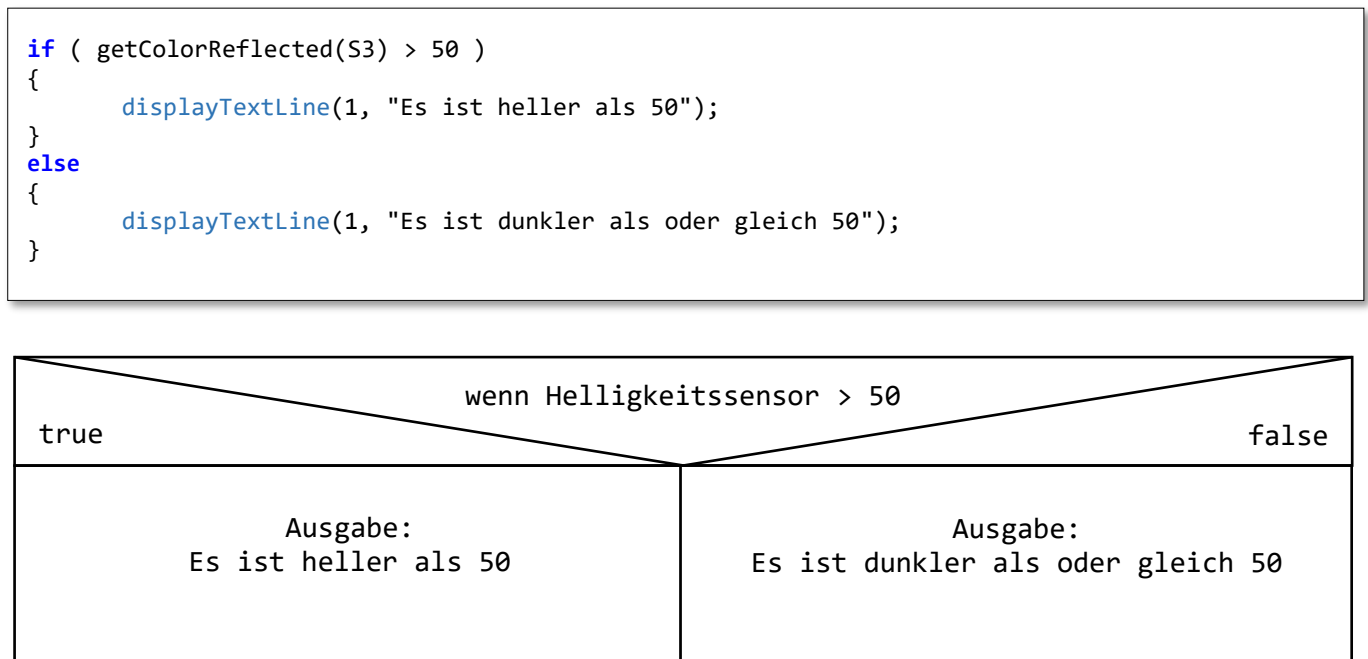 if ( getColorReflected(S3) > 50 )
{
displayTextLine(1, "Es ist heller als 50");
}
else
{
displayTextLine(1, "Es ist dunkler als oder gleich 50");
}
wenn Helligkeitssensor > 50
true
false
Ausgabe:
Es ist heller als 50
Ausgabe:
Es ist dunkler als oder gleich 50